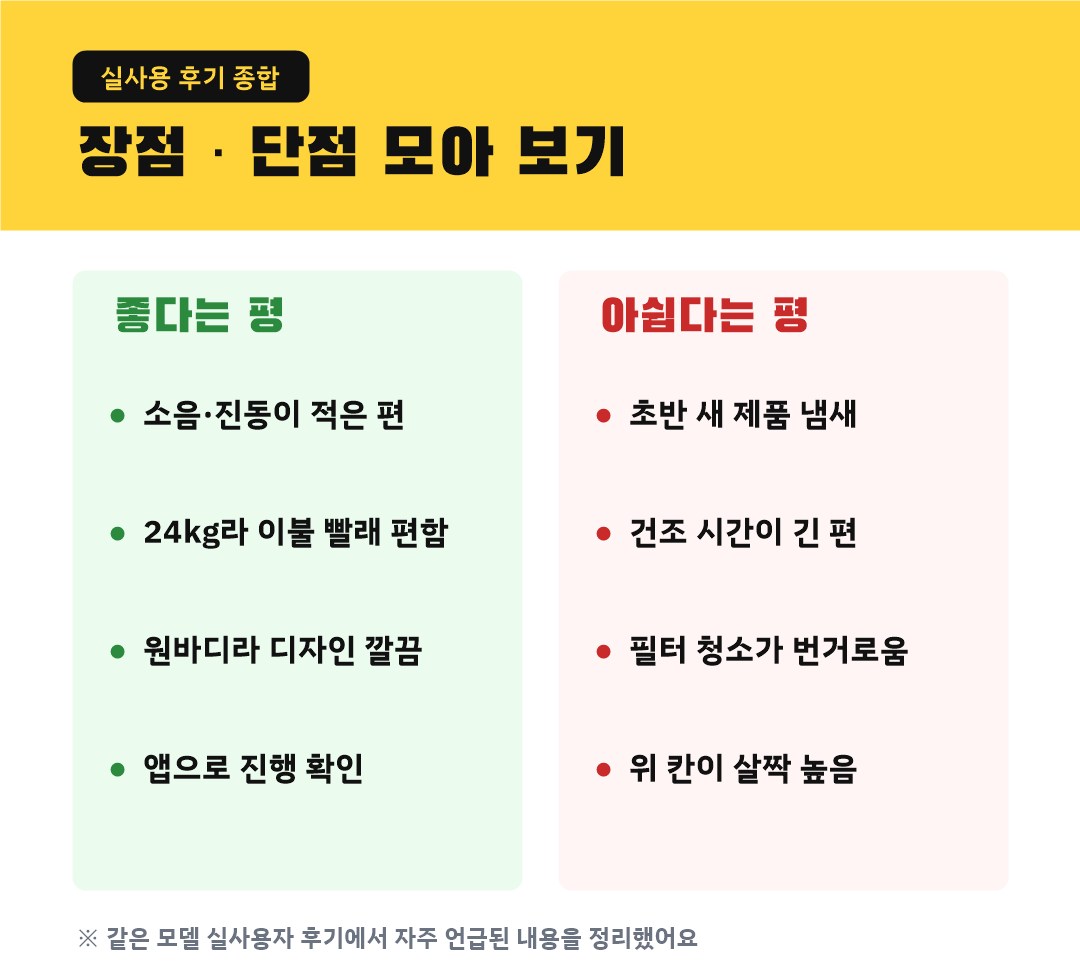 실사용 후기 종합
장점 · 단점 모아 보기
좋다는 평
• 소음·진동이 적은 편
• 24kg라 이불 빨래 편함
• 원바디라 디자인 깔끔
• 앱으로 진행 확인
아쉽다는 평
• 초반 새 제품 냄새
• 건조 시간이 긴 편
• 필터 청소가 번거로움
• 위 칸이 살짝 높음
※ 같은 모델 실사용자 후기에서 자주 언급된 내용을 정리했어요